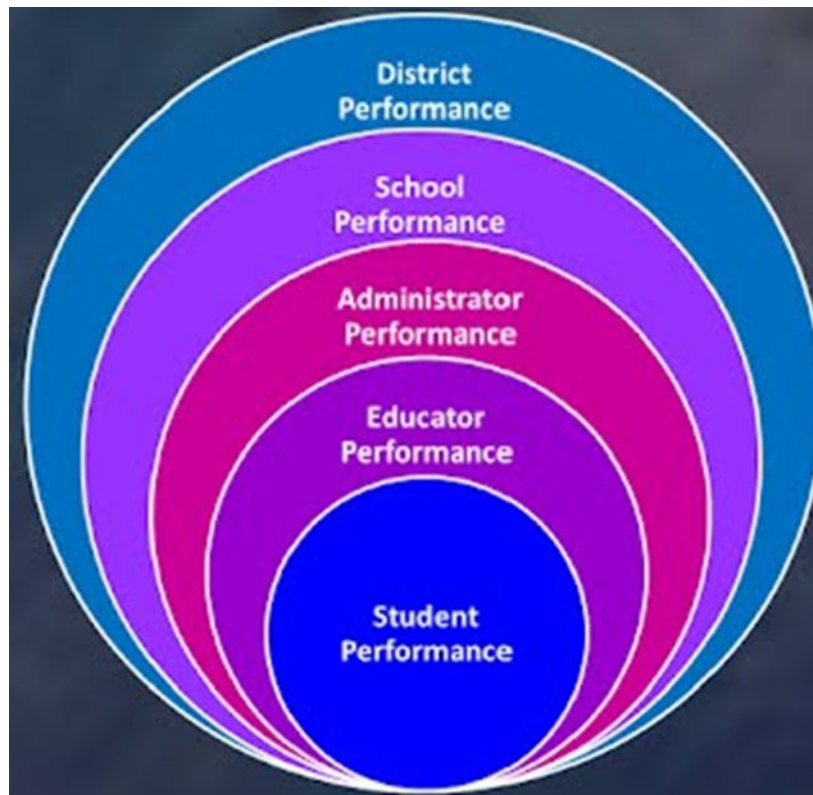 District
Performance
School
Performance
Administrator
Performance
Educator
Performance
Student
Performance